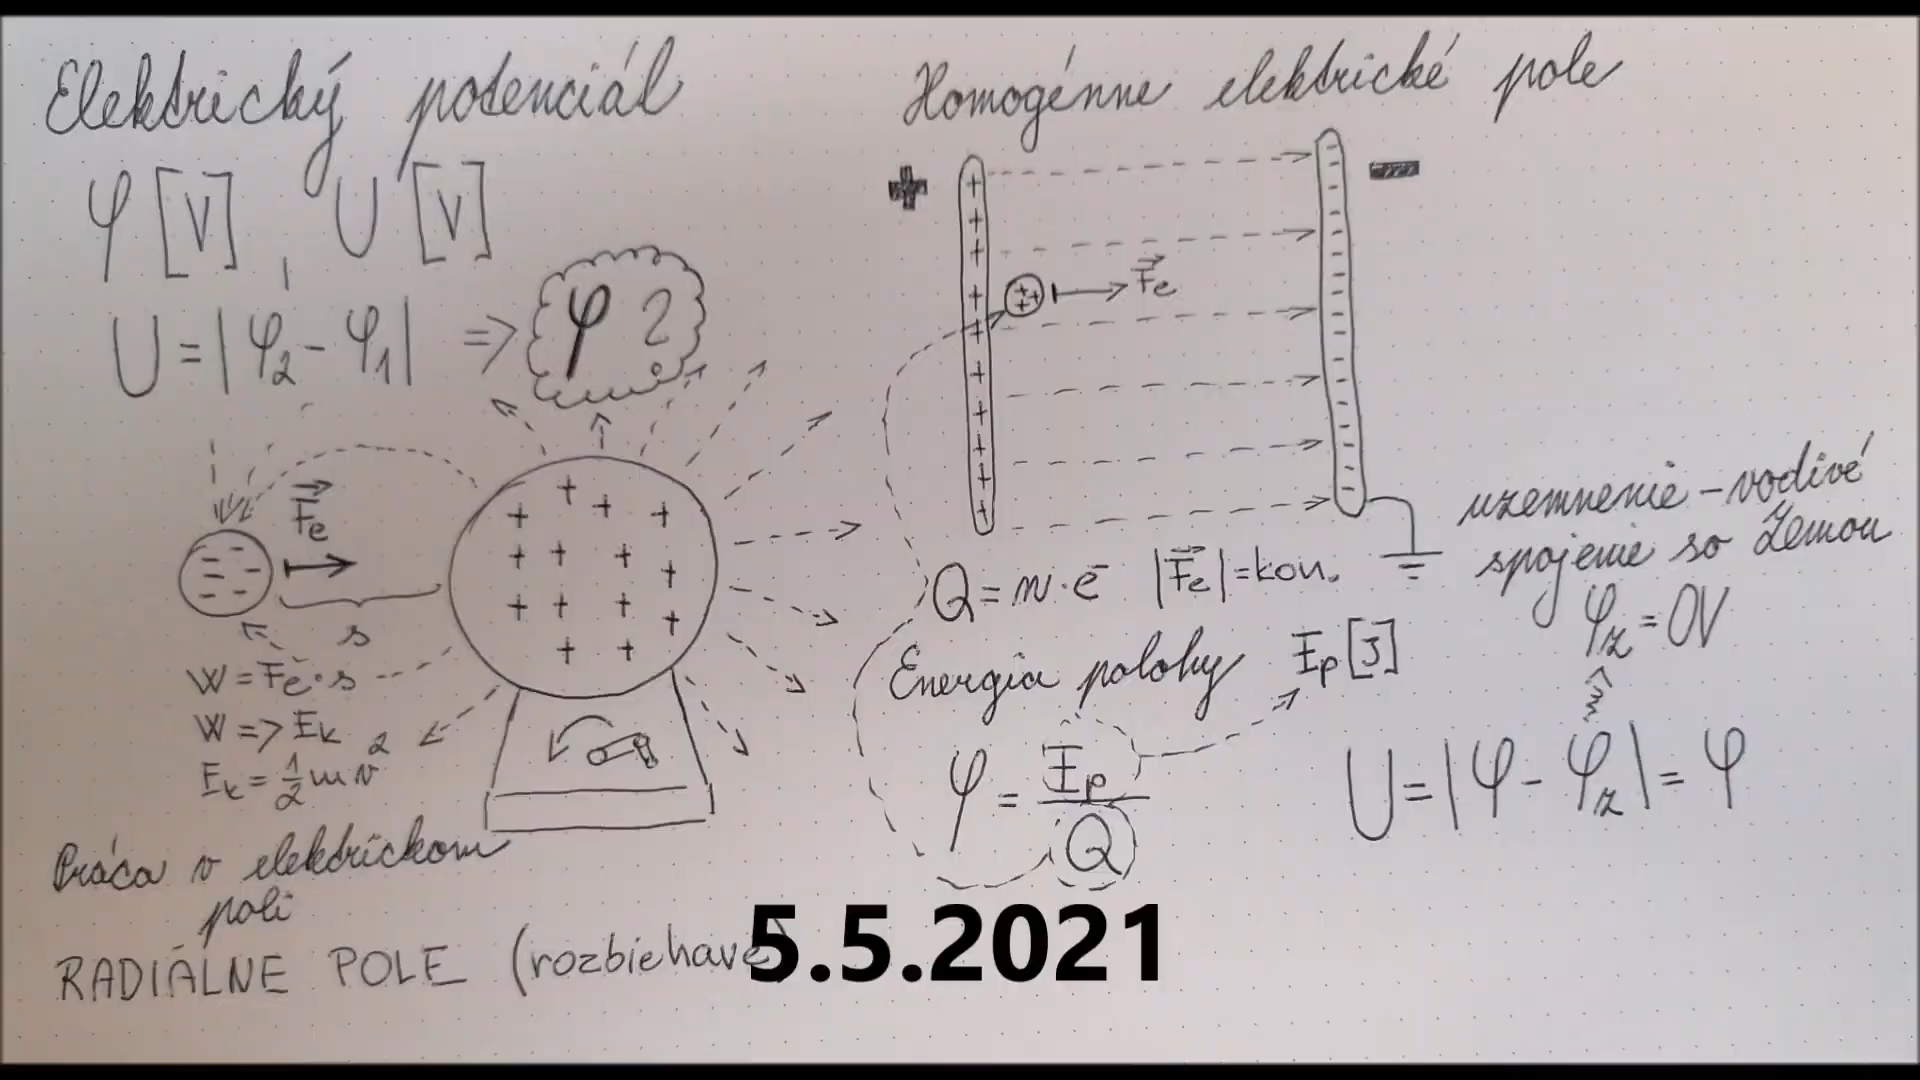 Elektrický potenciál
φ [V], U [V]
U = |φ₂ - φ₁| => φ ?
Fe
s
W = Fe · s
W => Ek
Ek = 1/2 m v²
Práca v elektrickom
poli
RADIÁLNE POLE (rozbiehavé)
Homogénne elektrické pole
+ -
Fe
Q = n · e⁻ |Fe| = kon.
uzemnenie - vodivé
spojenie so Zemou
φz = 0V
Energia polohy Ep [J]
φ = Ep / Q
U = |φ - φz| = φ
5.5.2021